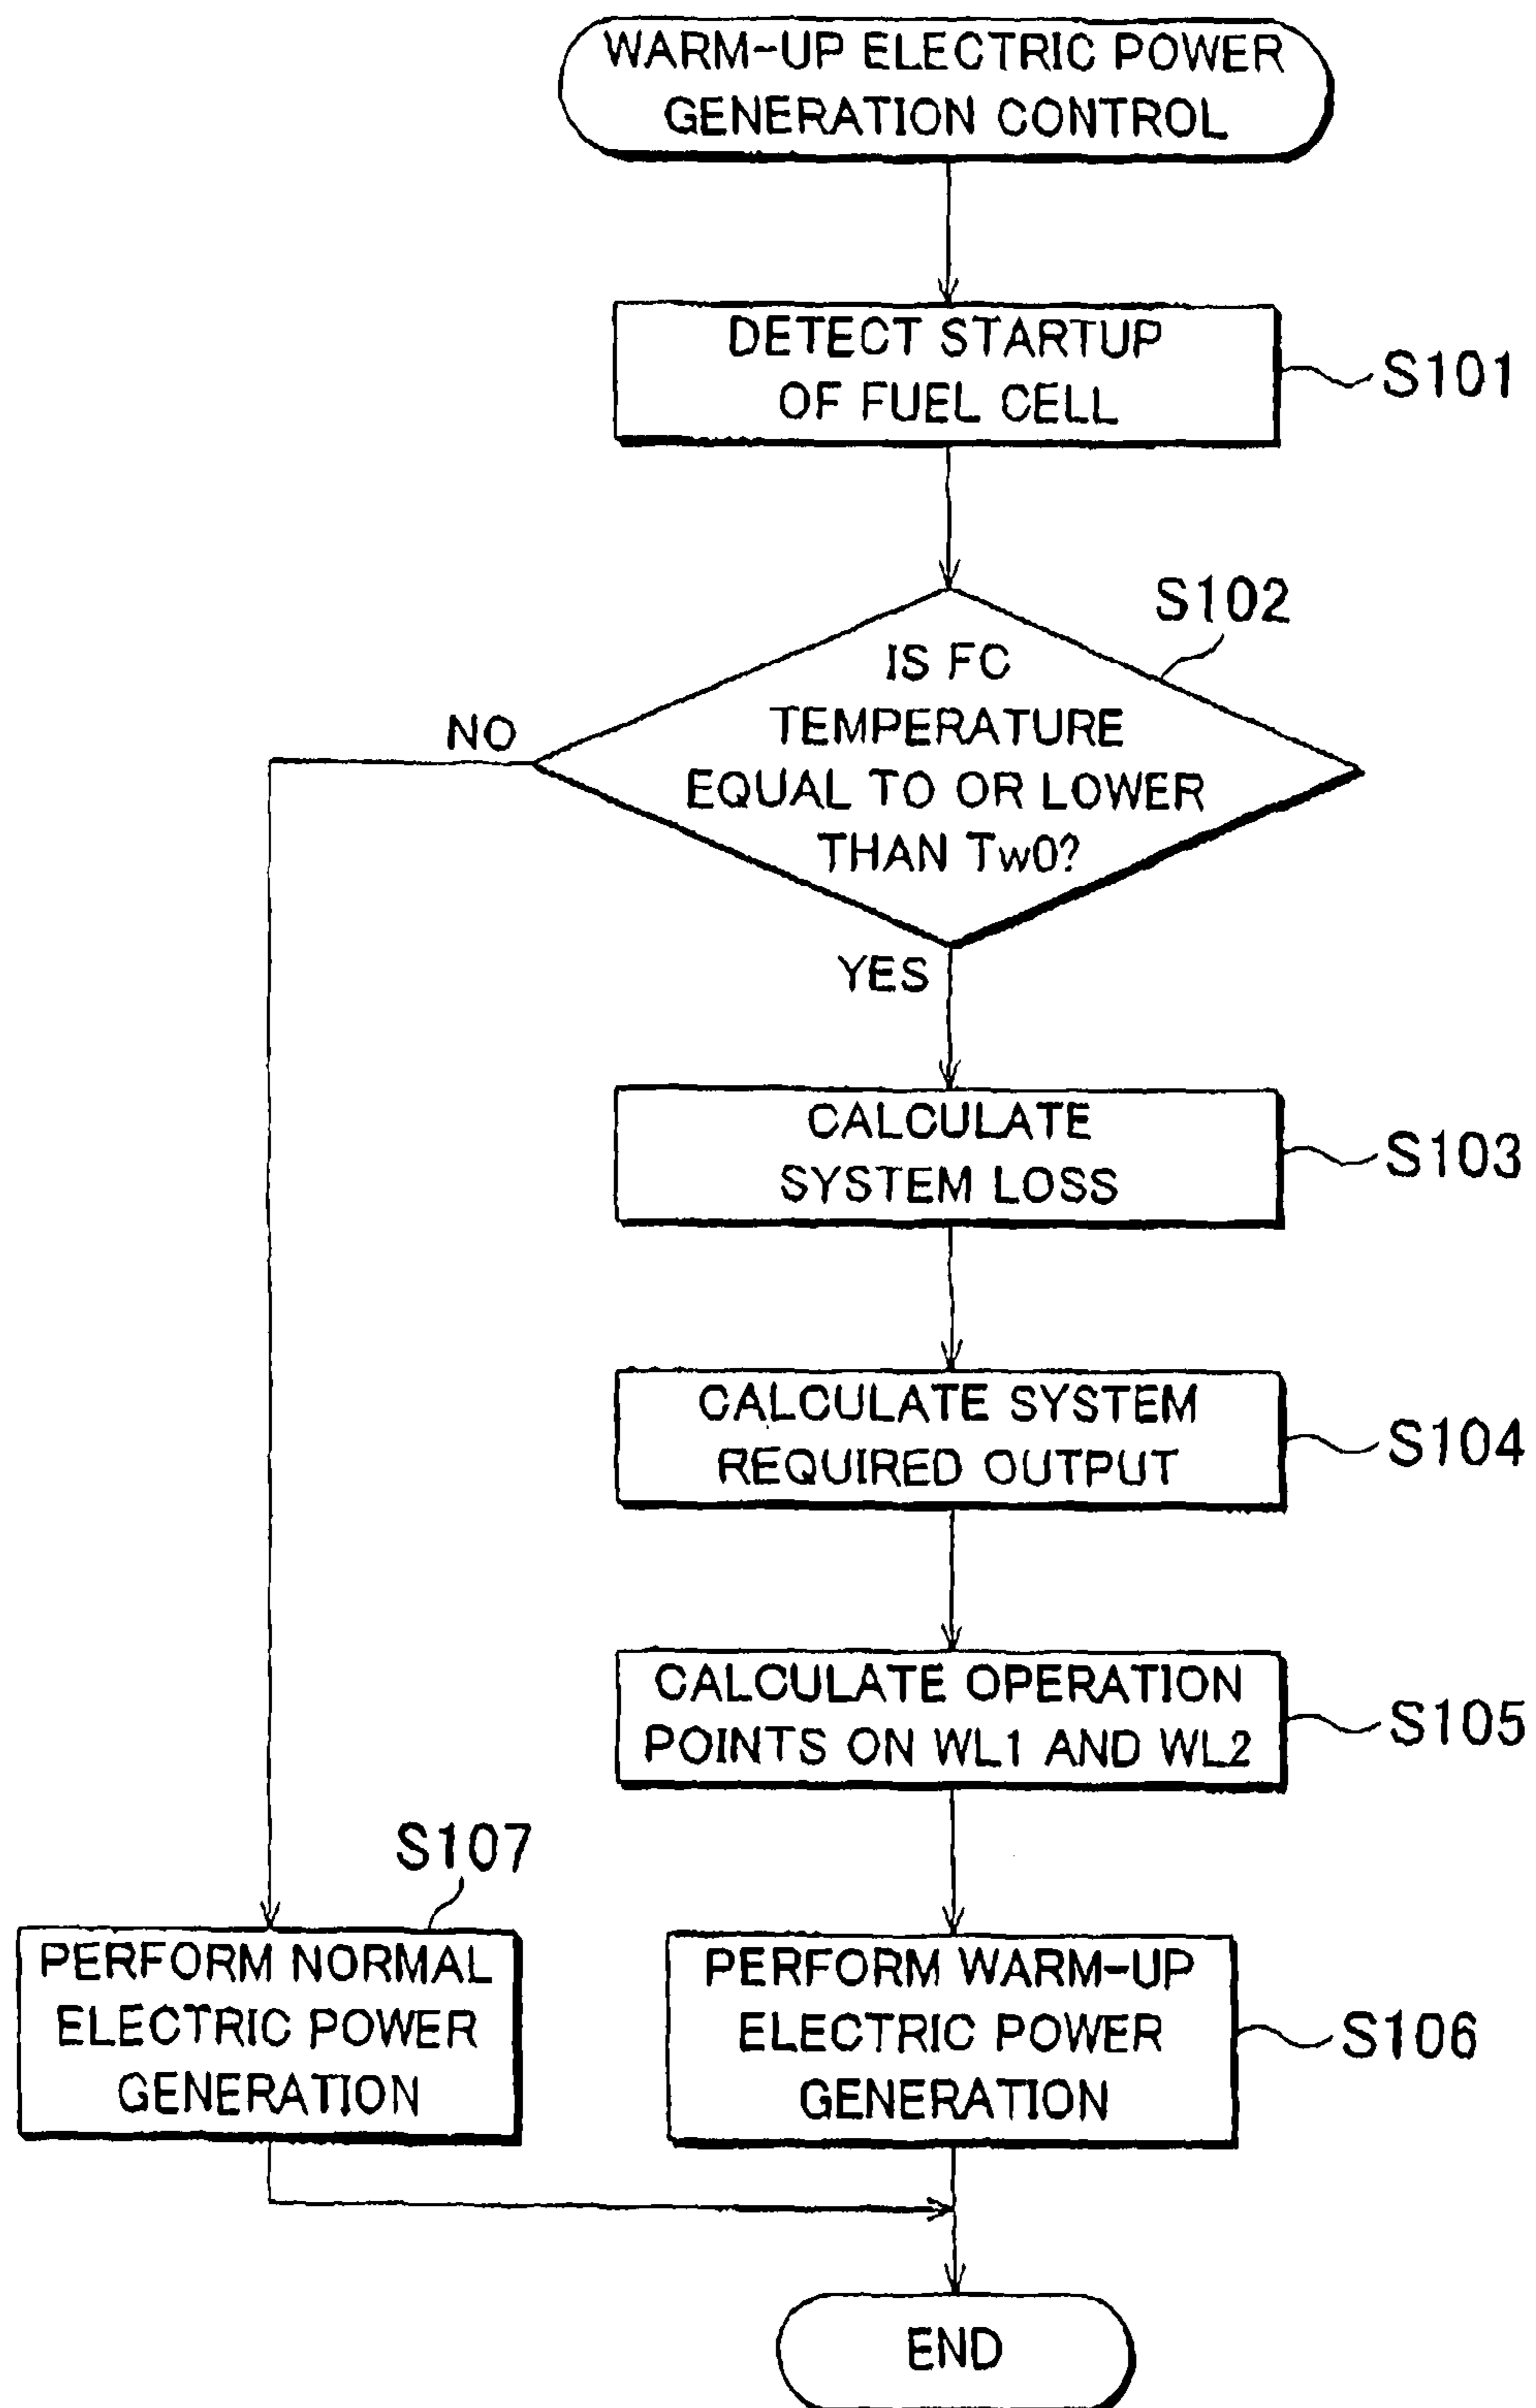 WARM-UP ELECTRIC POWER
GENERATION CONTROL
DETECT STARTUP
OF FUEL CELL
S101
S102
IS FC
TEMPERATURE
EQUAL TO OR LOWER
THAN Tw0?
NO
YES
CALCULATE
SYSTEM LOSS
S103
CALCULATE SYSTEM
REQUIRED OUTPUT
S104
CALCULATE OPERATION
POINTS ON WL1 AND WL2
S105
S107
PERFORM NORMAL
ELECTRIC POWER
GENERATION
PERFORM WARM-UP
ELECTRIC POWER
GENERATION
S106
END